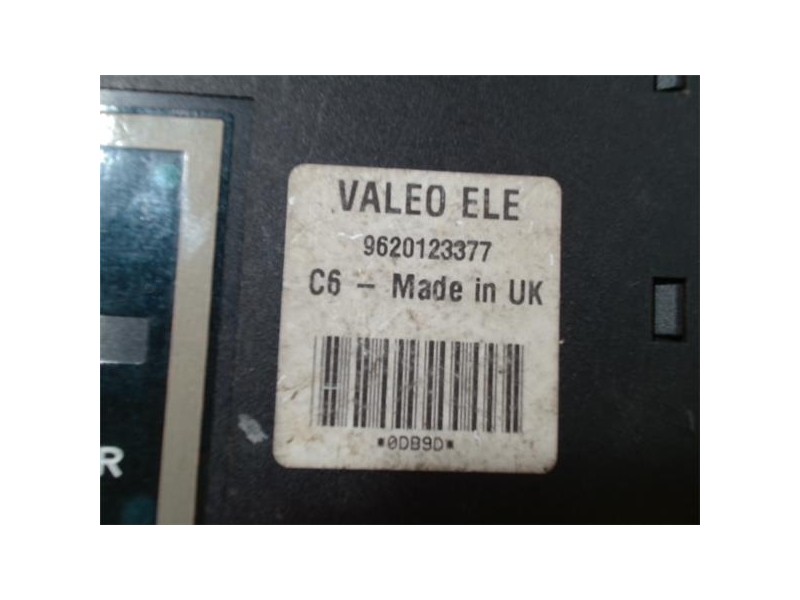 VALEO ELE
9620123377
C6 – Made in UK
*0DB9D*
R